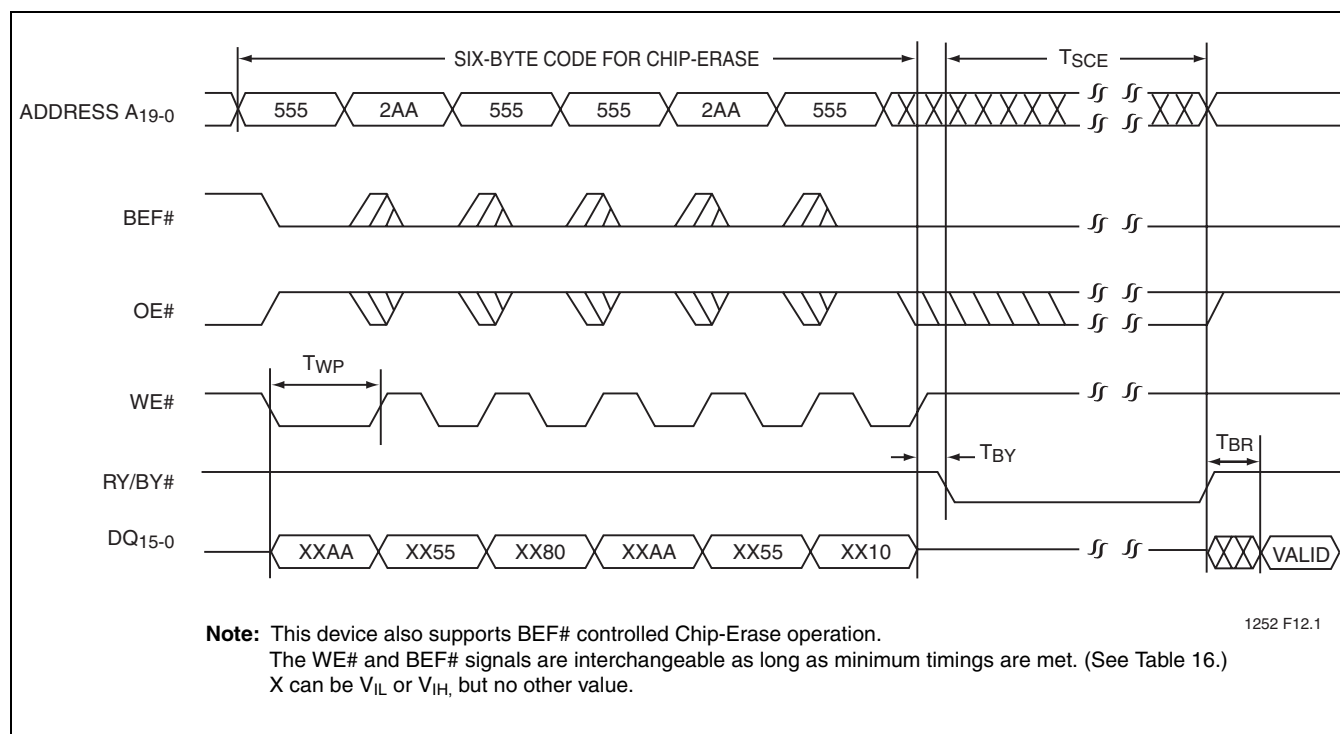 SIX-BYTE CODE FOR CHIP-ERASE
TSCE
ADDRESS A19-0
555 2AA 555 555 2AA 555
BEF#
OE#
TWP
WE#
TBY
TBR
RY/BY#
DQ15-0
XXAA XX55 XX80 XXAA XX55 XX10 VALID
Note: This device also supports BEF# controlled Chip-Erase operation.
1252 F12.1
The WE# and BEF# signals are interchangeable as long as minimum timings are met. (See Table 16.)
X can be VIL or VIH, but no other value.